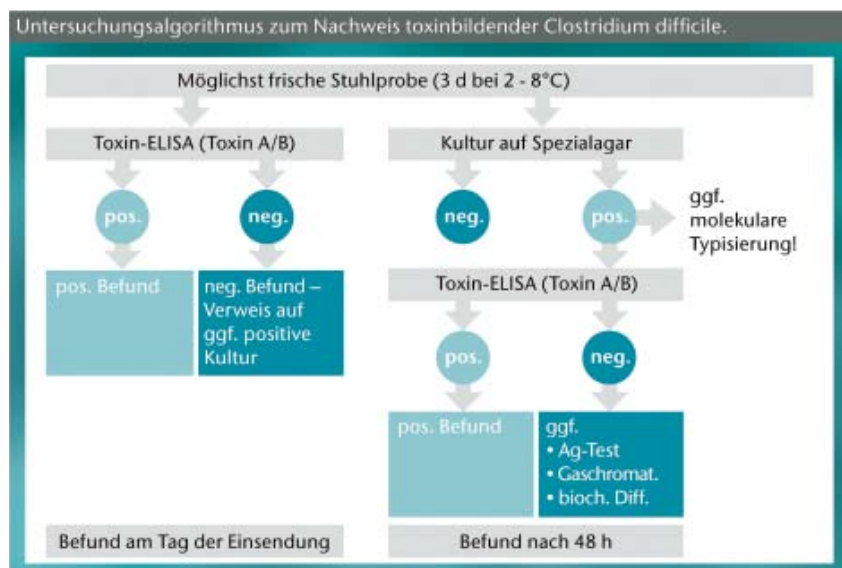 Untersuchungsalgorithmus zum Nachweis toxinbildender Clostridium difficile.
Möglichst frische Stuhlprobe (3 d bei 2 - 8°C)
Toxin-ELISA (Toxin A/B)
pos.
neg.
pos. Befund
neg. Befund –
Verweis auf
ggf. positive
Kultur
Befund am Tag der Einsendung
Kultur auf Spezialagar
neg.
pos.
ggf.
molekulare
Typisierung!
Toxin-ELISA (Toxin A/B)
pos.
neg.
pos. Befund
ggf.
• Ag-Test
• Gaschromat.
• bioch. Diff.
Befund nach 48 h